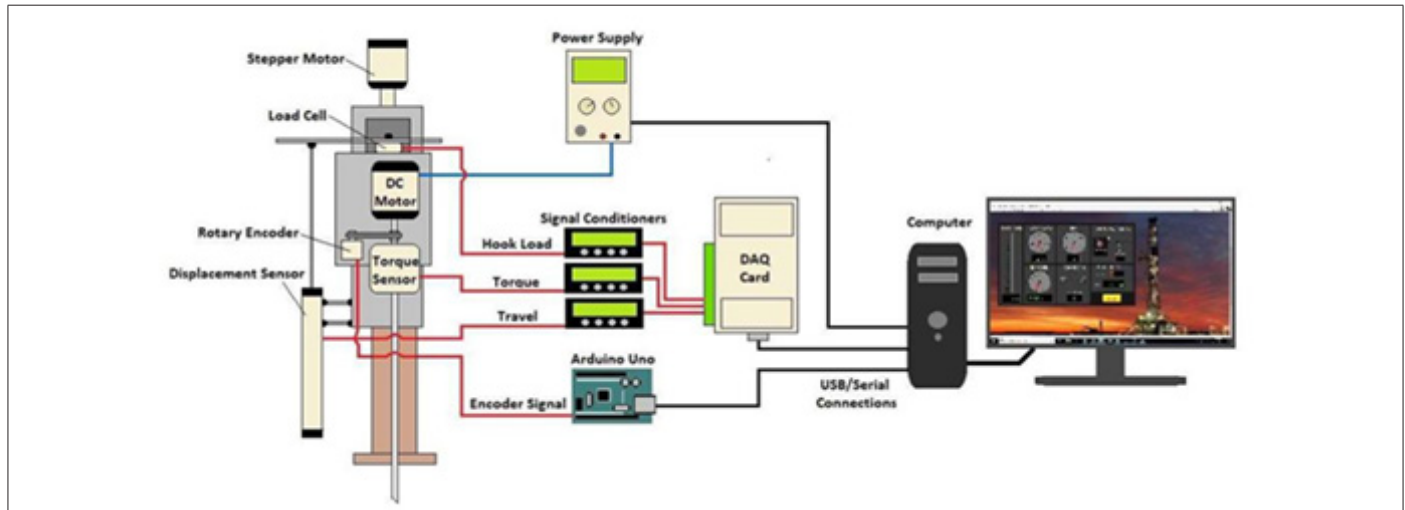 Power Supply
Stepper Motor
Load Cell
DC
Motor
Computer
Signal Conditioners
Rotary Encoder
Hook Load
DAQ
Card
Displacement Sensor
Torque
Sensor
Torque
Travel
Arduino Uno
USB/Serial
Connections
Encoder Signal